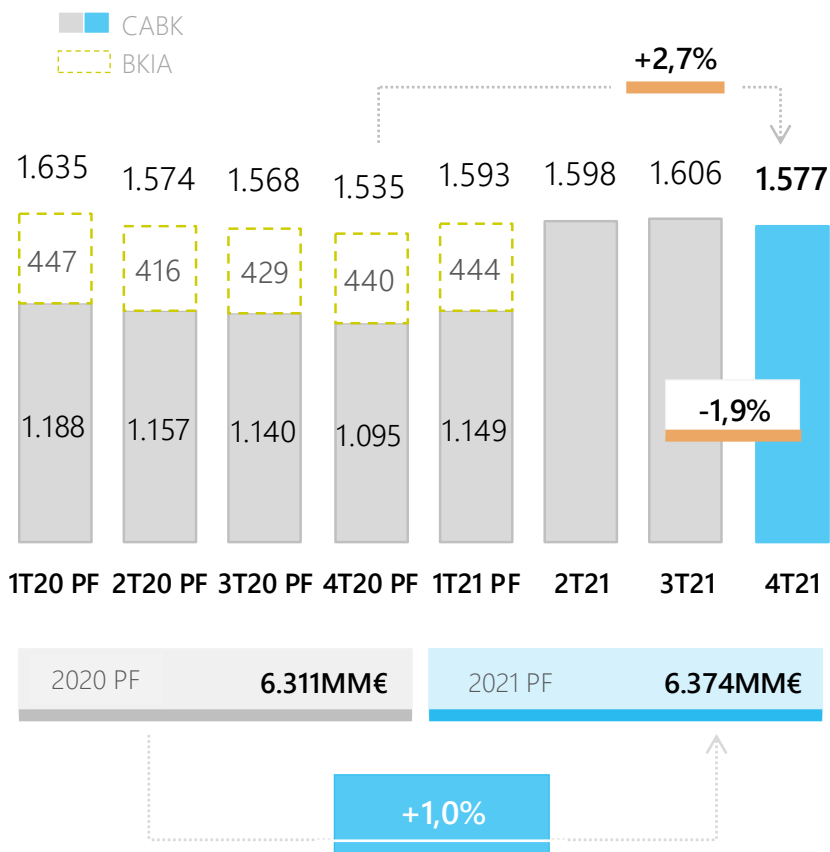 CABK
BKIA
+2,7%
1.635 1.574 1.568 1.535 1.593 1.598 1.606 1.577
447 416 429 440 444
-1,9%
1.188 1.157 1.140 1.095 1.149
1T20 PF 2T20 PF 3T20 PF 4T20 PF 1T21 PF 2T21 3T21 4T21
2020 PF 6.311MM€ 2021 PF 6.374MM€
+1,0%